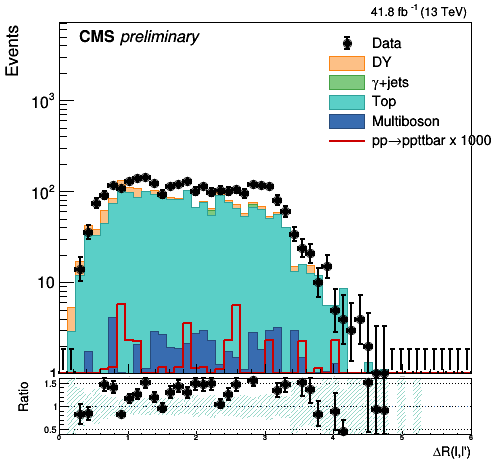 41.8 fb⁻¹ (13 TeV)
CMS preliminary
Events
Data
DY
γ+jets
Top
Multiboson
pp→ppttbar x 1000
10³
10²
10
1
Ratio
1.5
1
0.5
0 1 2 3 4 5 6
ΔR(l,l')